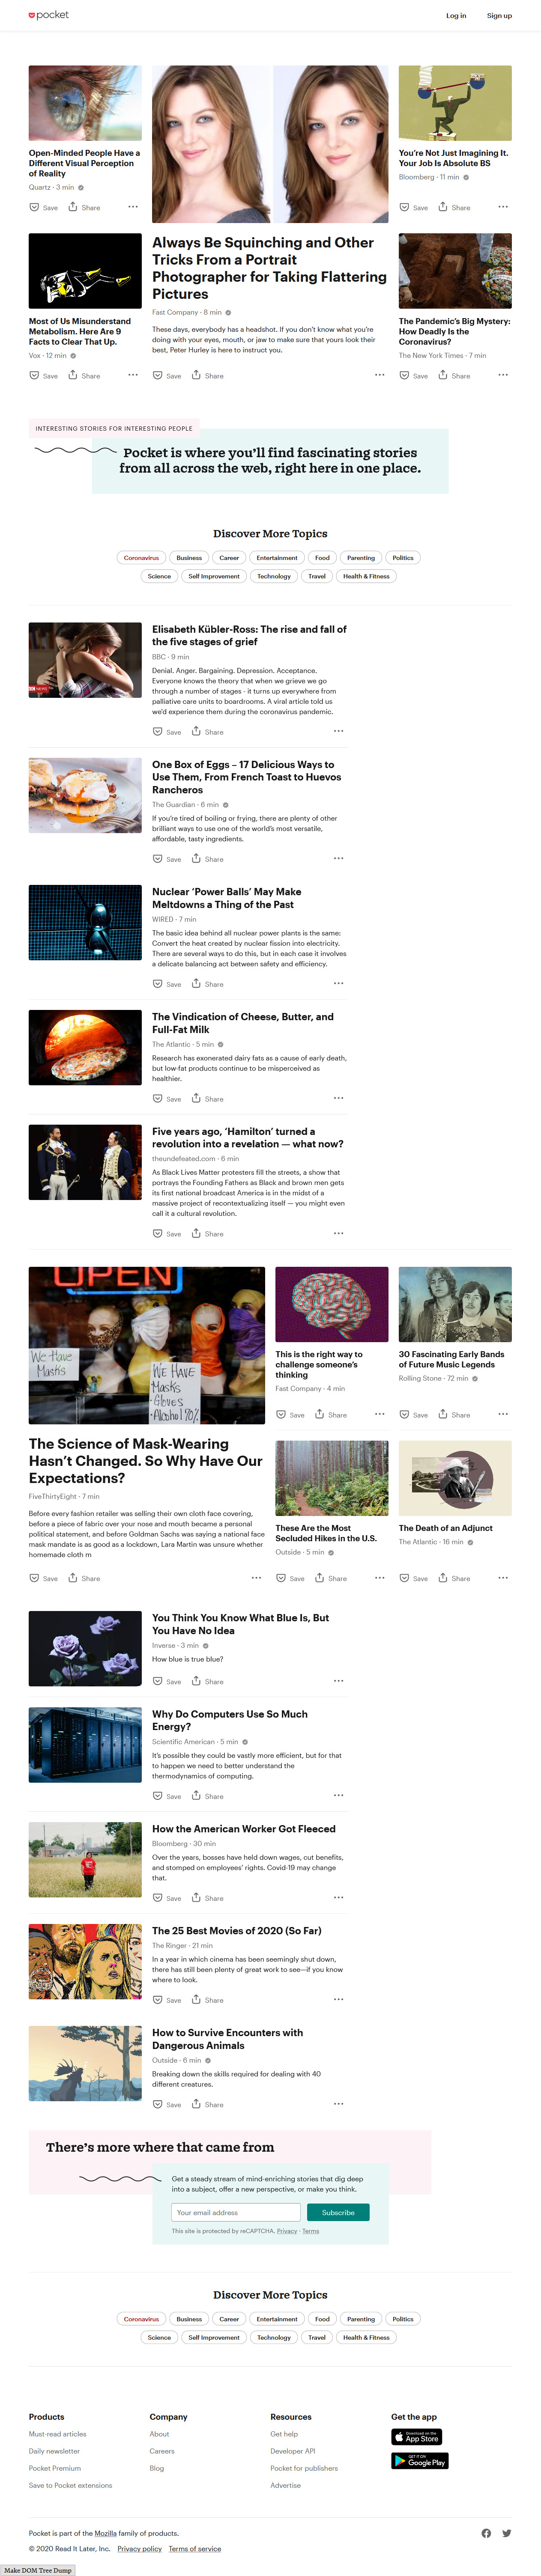 pocket
Log in
Sign up
Open-Minded People Have a
Different Visual Perception
of Reality
Quartz · 3 min
Save Share
Most of Us Misunderstand
Metabolism. Here Are 9
Facts to Clear That Up.
Vox · 12 min
Save Share
Always Be Squinching and Other
Tricks From a Portrait
Photographer for Taking Flattering
Pictures
Fast Company · 8 min
These days, everybody has a headshot. If you don't know what you're
doing with your eyes, mouth, or jaw to make sure that yours look their
best, Peter Hurley is here to instruct you.
Save Share
You're Not Just Imagining It.
Your Job Is Absolute BS
Bloomberg · 11 min
Save Share
The Pandemic's Big Mystery:
How Deadly Is the
Coronavirus?
The New York Times · 7 min
Save Share
INTERESTING STORIES FOR INTERESTING PEOPLE
Pocket is where you'll find fascinating stories
from all across the web, right here in one place.
Discover More Topics
Coronavirus Business Career Entertainment Food Parenting Politics
Science Self Improvement Technology Travel Health & Fitness
NEWS
Elisabeth Kübler-Ross: The rise and fall of
the five stages of grief
BBC · 9 min
Denial. Anger. Bargaining. Depression. Acceptance.
Everyone knows the theory that when we grieve we go
through a number of stages - it turns up everywhere from
palliative care units to boardrooms. A viral article told us
we'd experience them during the coronavirus pandemic.
Save Share
One Box of Eggs – 17 Delicious Ways to
Use Them, From French Toast to Huevos
Rancheros
The Guardian · 6 min
If you're tired of boiling or frying, there are plenty of other
brilliant ways to use one of the world's most versatile,
affordable, tasty ingredients.
Save Share
Nuclear 'Power Balls' May Make
Meltdowns a Thing of the Past
WIRED · 7 min
The basic idea behind all nuclear power plants is the same:
Convert the heat created by nuclear fission into electricity.
There are several ways to do this, but in each case it involves
a delicate balancing act between safety and efficiency.
Save Share
The Vindication of Cheese, Butter, and
Full-Fat Milk
The Atlantic · 5 min
Research has exonerated dairy fats as a cause of early death,
but low-fat products continue to be misperceived as
healthier.
Save Share
Five years ago, 'Hamilton' turned a
revolution into a revelation — what now?
theundefeated.com · 6 min
As Black Lives Matter protesters fill the streets, a show that
portrays the Founding Fathers as Black and brown men gets
its first national broadcast America is in the midst of a
massive project of recontextualizing itself — you might even
call it a cultural revolution.
Save Share
OPEN
We Have
Masks
WE HAVE
Masks
Gloves
Alcohol 70%
The Science of Mask-Wearing
Hasn't Changed. So Why Have Our
Expectations?
FiveThirtyEight · 7 min
Before every fashion retailer was selling their own cloth face covering,
before a piece of fabric over your nose and mouth became a personal
political statement, and before Goldman Sachs was saying a national face
mask mandate is as good as a lockdown, Lara Martin was unsure whether
homemade cloth m
Save Share
This is the right way to
challenge someone's
thinking
Fast Company · 4 min
Save Share
30 Fascinating Early Bands
of Future Music Legends
Rolling Stone · 72 min
Save Share
These Are the Most
Secluded Hikes in the U.S.
Outside · 5 min
Save Share
The Death of an Adjunct
The Atlantic · 16 min
Save Share
You Think You Know What Blue Is, But
You Have No Idea
Inverse · 3 min
How blue is true blue?
Save Share
Why Do Computers Use So Much
Energy?
Scientific American · 5 min
It's possible they could be vastly more efficient, but for that
to happen we need to better understand the
thermodynamics of computing.
Save Share
How the American Worker Got Fleeced
Bloomberg · 30 min
Over the years, bosses have held down wages, cut benefits,
and stomped on employees' rights. Covid-19 may change
that.
Save Share
The 25 Best Movies of 2020 (So Far)
The Ringer · 21 min
In a year in which cinema has been seemingly shut down,
there has still been plenty of great work to see—if you know
where to look.
Save Share
How to Survive Encounters with
Dangerous Animals
Outside · 6 min
Breaking down the skills required for dealing with 40
different creatures.
Save Share
There's more where that came from
Get a steady stream of mind-enriching stories that dig deep
into a subject, offer a new perspective, or make you think.
Your email address
Subscribe
This site is protected by reCAPTCHA. Privacy · Terms
Discover More Topics
Coronavirus Business Career Entertainment Food Parenting Politics
Science Self Improvement Technology Travel Health & Fitness
Products
Must-read articles
Daily newsletter
Pocket Premium
Save to Pocket extensions
Company
About
Careers
Blog
Resources
Get help
Developer API
Pocket for publishers
Advertise
Get the app
Download on the
App Store
GET IT ON
Google Play
Pocket is part of the Mozilla family of products.
© 2020 Read It Later, Inc. Privacy policy Terms of service
Make DOM Tree Dump